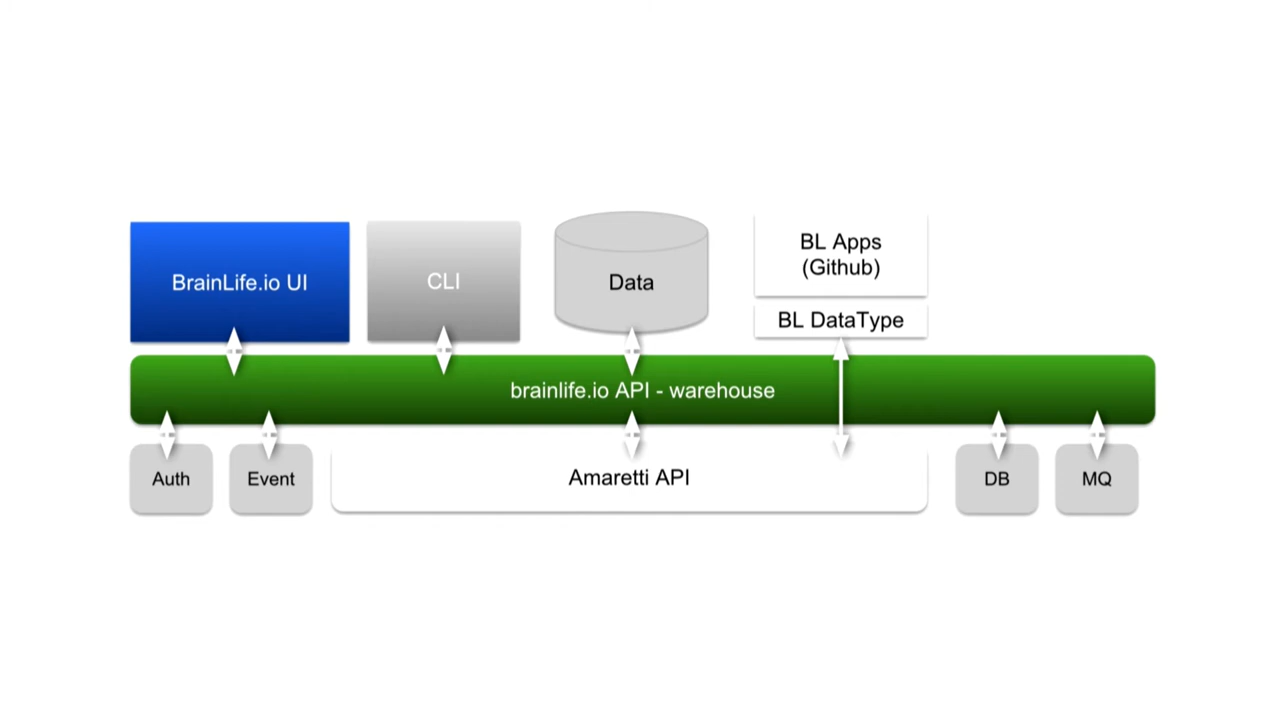 BrainLife.io UI
CLI
Data
BL Apps
(Github)
BL DataType
brainlife.io API - warehouse
Auth
Event
Amaretti API
DB
MQ